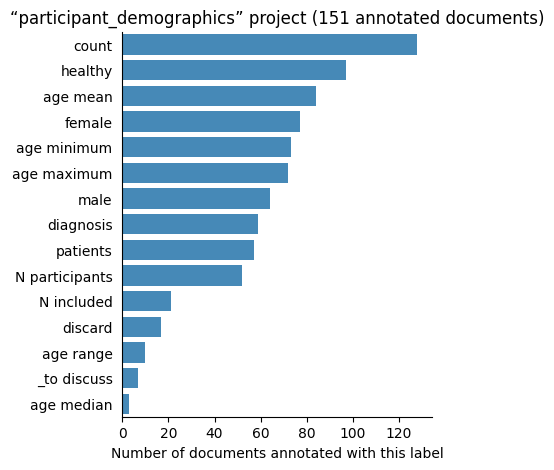 “participant_demographics” project (151 annotated documents)
count
healthy
age mean
female
age minimum
age maximum
male
diagnosis
patients
N participants
N included
discard
age range
_to discuss
age median
0 20 40 60 80 100 120
Number of documents annotated with this label